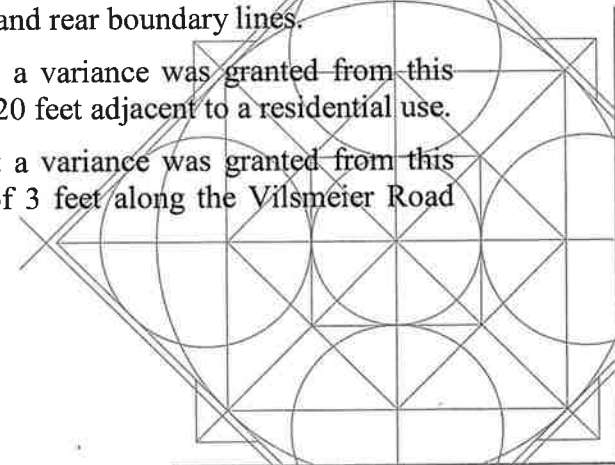 and rear boundary lines.
a variance was granted from this
20 feet adjacent to a residential use.
a variance was granted from this
of 3 feet along the Vilsmeier Road